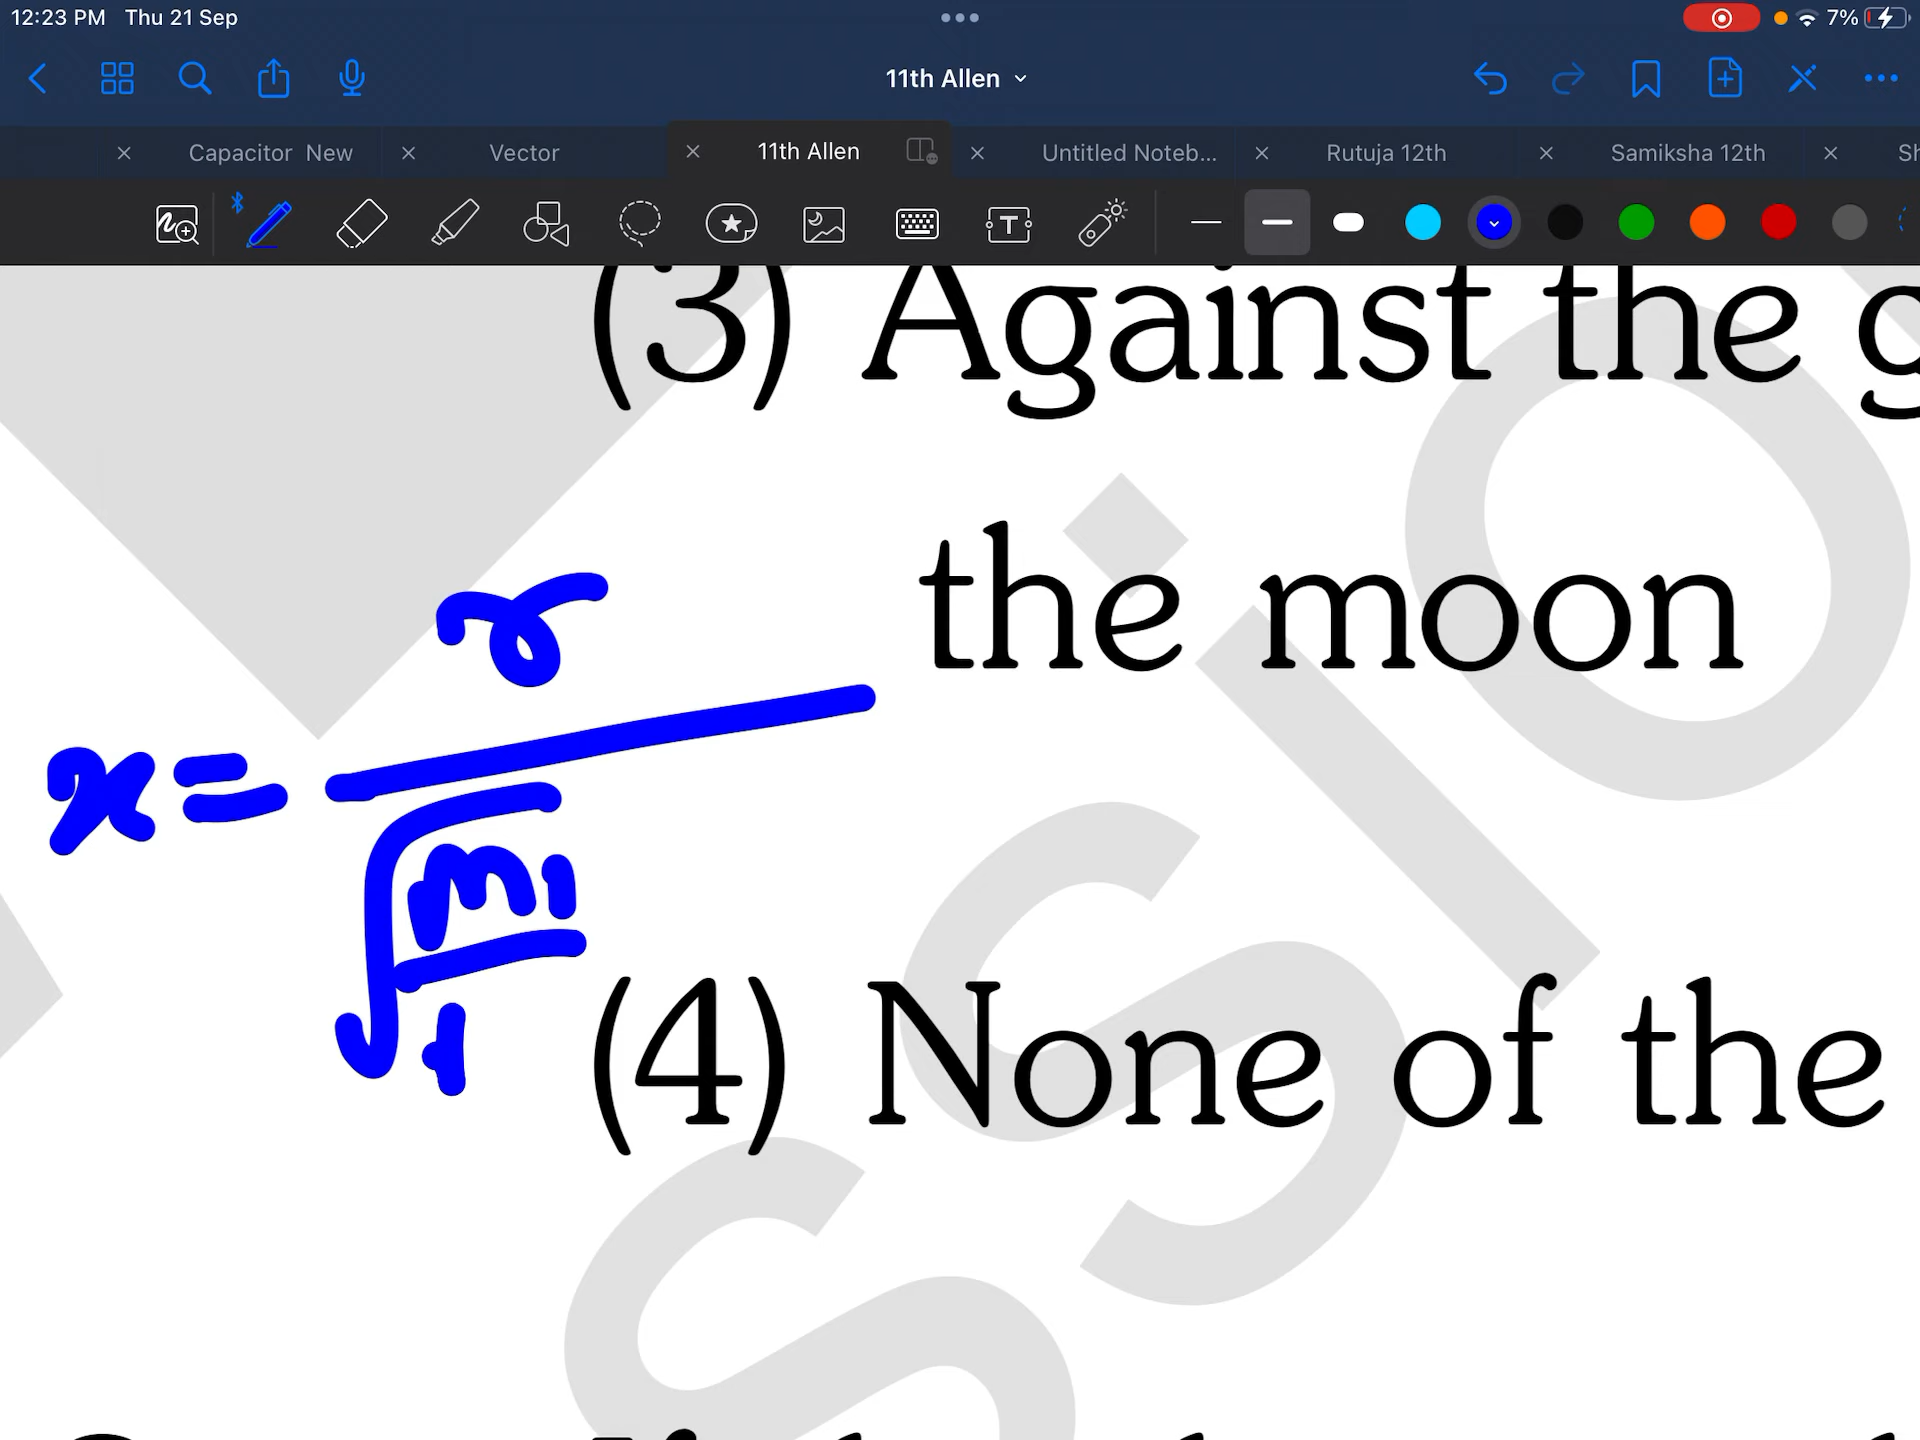 12:23 PM Thu 21 Sep
7%
11th Allen
Capacitor New
Vector
11th Allen
Untitled Noteb...
Rutuja 12th
Samiksha 12th
Sh
(3) Against the g
the moon
x = r
√ m1
1
(4) None of the